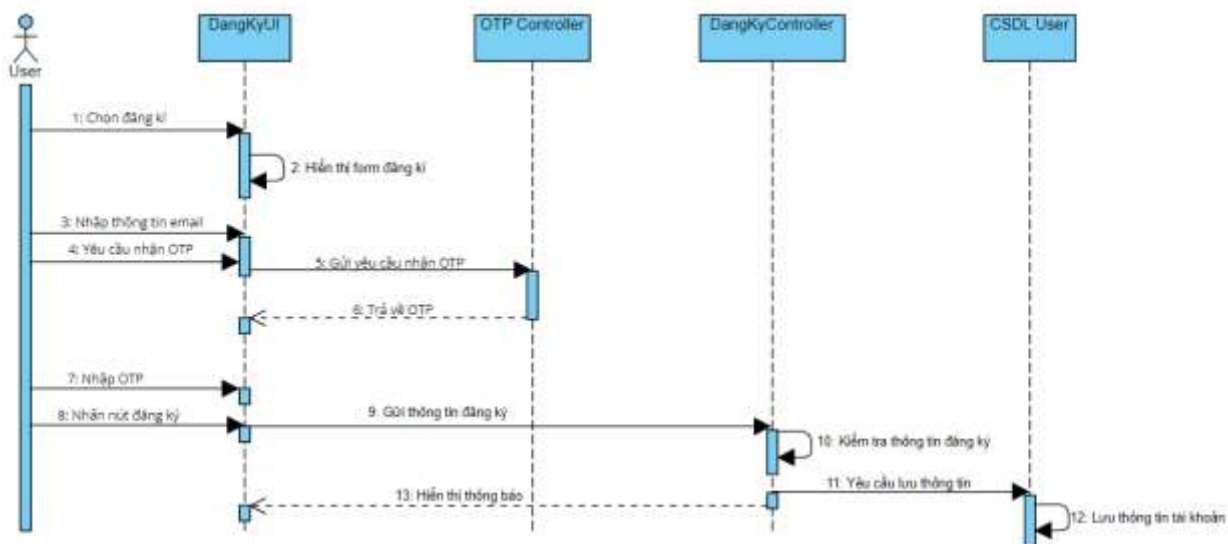 DangKyUI
OTP Controller
DangKyController
CSDL User
User
1: Chọn đăng kí
2: Hiển thị form đăng kí
3: Nhập thông tin email
4: Yêu cầu nhận OTP
5: Gửi yêu cầu nhận OTP
6: Trả về OTP
7: Nhập OTP
8: Nhấn nút đăng ký
9: Gửi thông tin đăng ký
10: Kiểm tra thông tin đăng ký
11: Yêu cầu lưu thông tin
13: Hiển thị thông báo
12: Lưu thông tin tài khoản